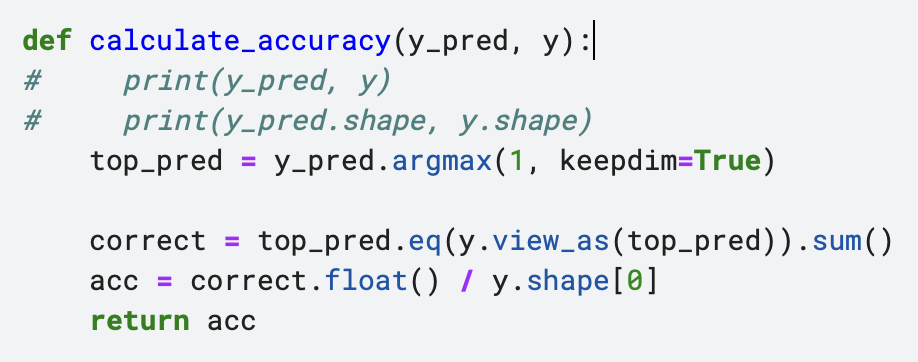 def calculate_accuracy(y_pred, y):
#     print(y_pred, y)
#     print(y_pred.shape, y.shape)
    top_pred = y_pred.argmax(1, keepdim=True)

    correct = top_pred.eq(y.view_as(top_pred)).sum()
    acc = correct.float() / y.shape[0]
    return acc